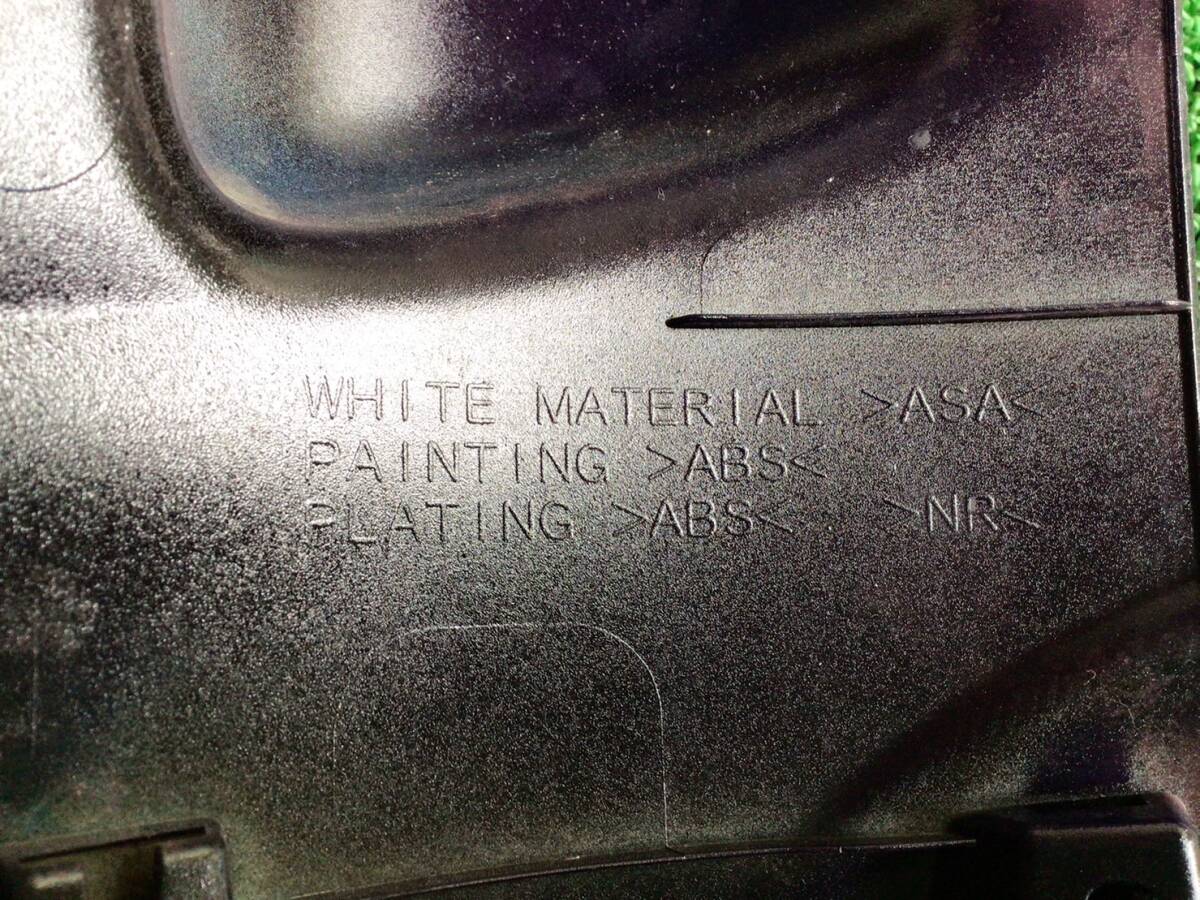 WHITE MATERIAL >ASA<
PAINTING >ABS<
PLATING >ABS< >NR<